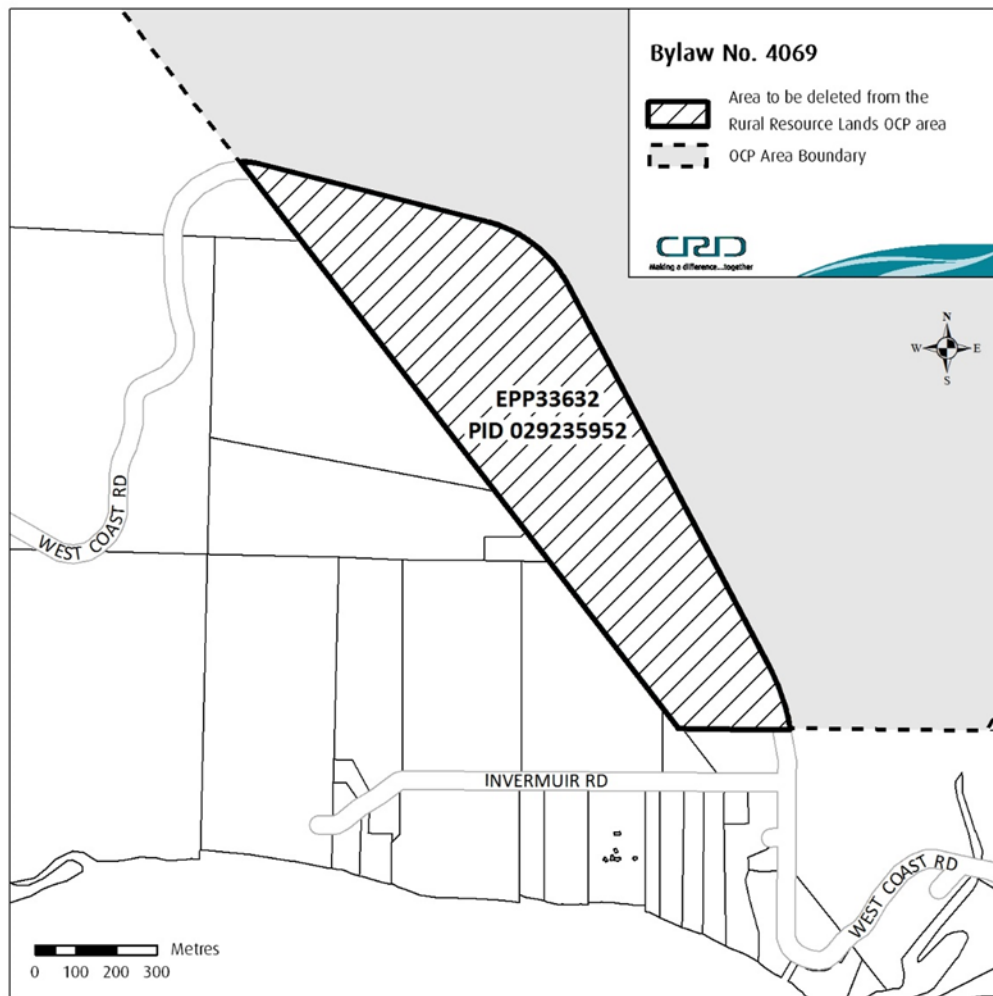 Bylaw No. 4069
Area to be deleted from the
Rural Resource Lands OCP area
OCP Area Boundary
CRD
Making a difference...together
N
W E
S
EPP33632
PID 029235952
WEST COAST RD
INVERMUIR RD
WEST COAST RD
Metres
0 100 200 300